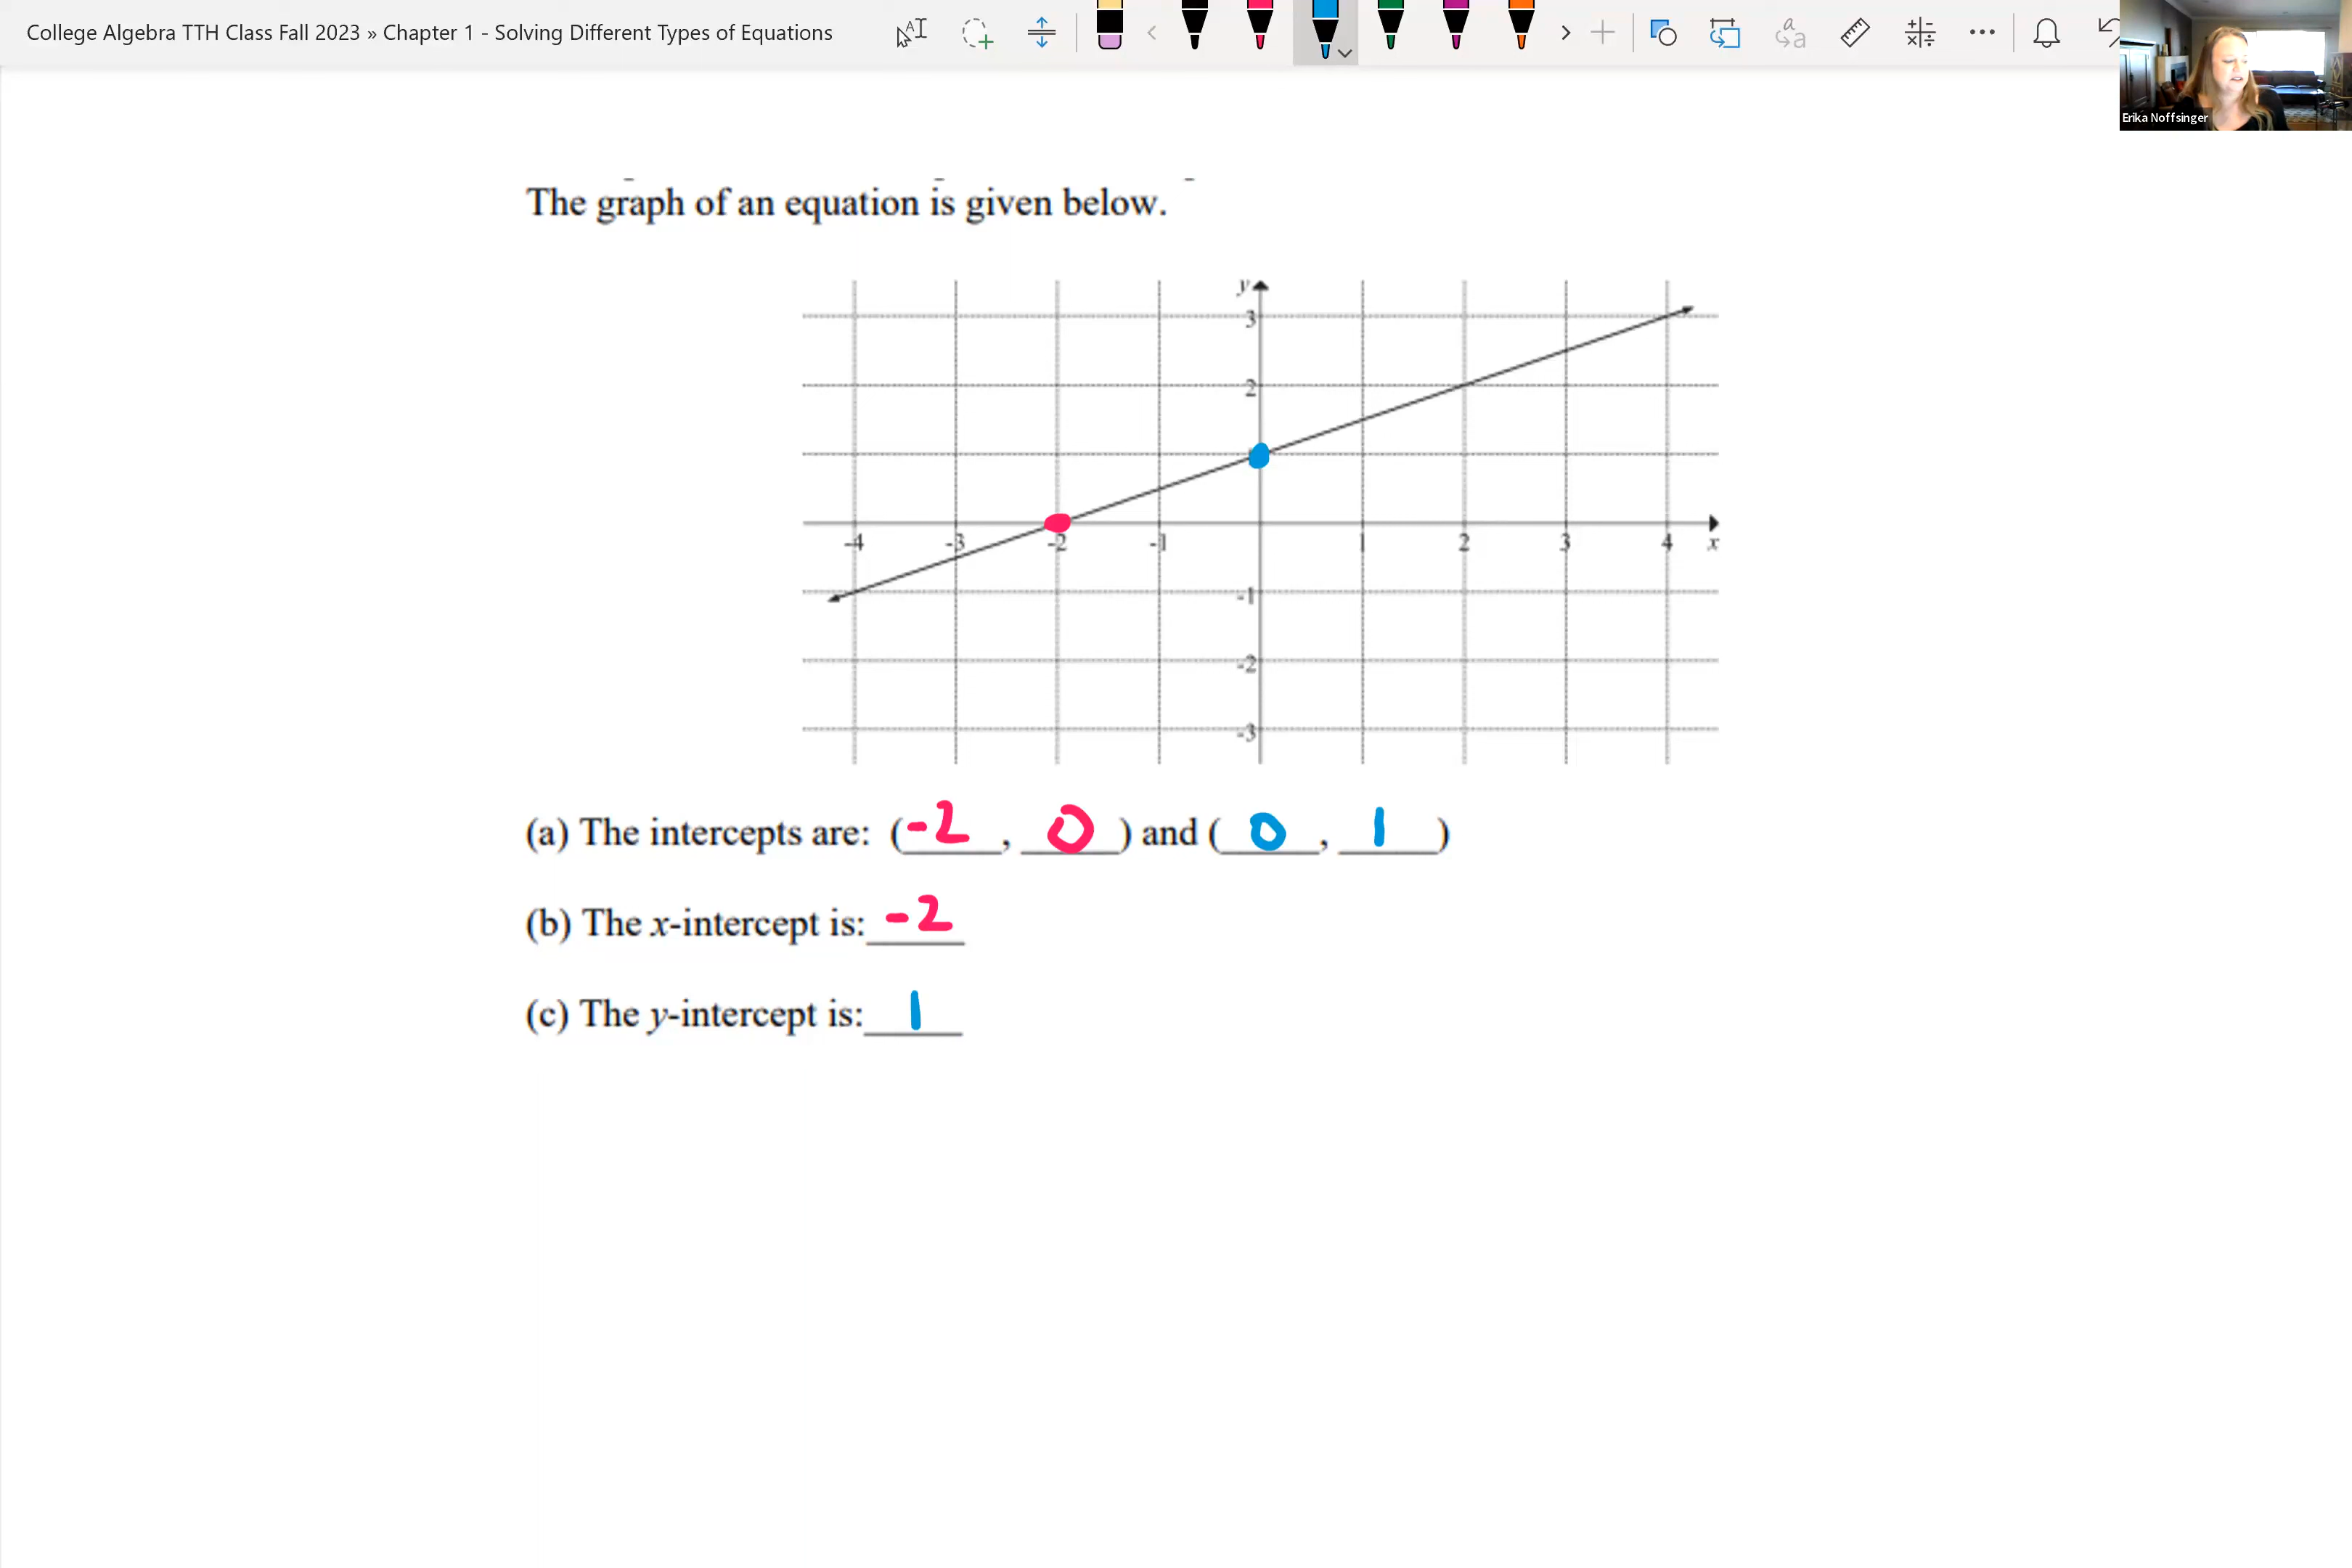 College Algebra TTH Class Fall 2023 » Chapter 1 - Solving Different Types of Equations
Erika Noffsinger
The graph of an equation is given below.
y
3
2
-4 -3 -2 -1 1 2 3 4 x
-1
-2
-3
(a) The intercepts are: (-2, 0) and (0, 1)
(b) The x-intercept is: -2
(c) The y-intercept is: 1